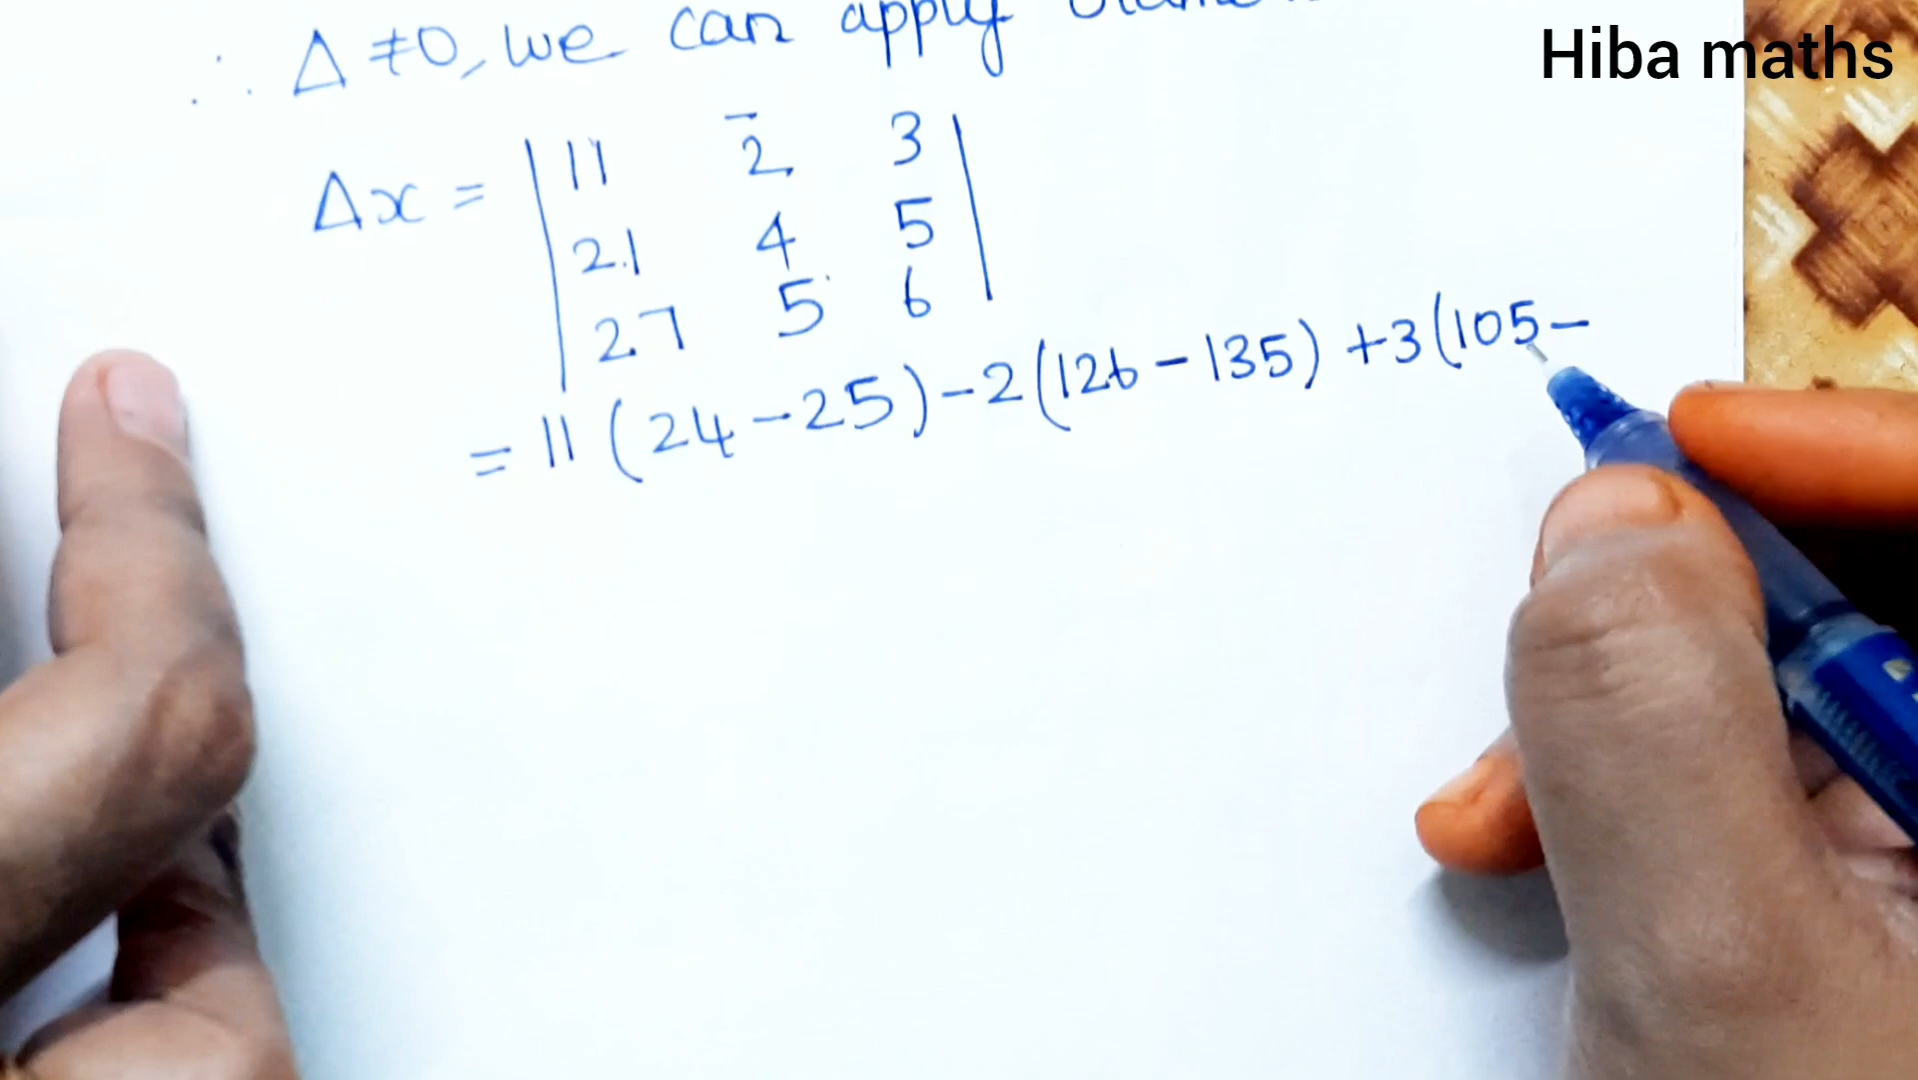 Hiba maths
∴ Δ ≠0, we can apply
Δx = | 11 2̄ 3 |
21 4 5
27 5 6
= 11 (24-25) -2 (126 - 135) +3 (105 -